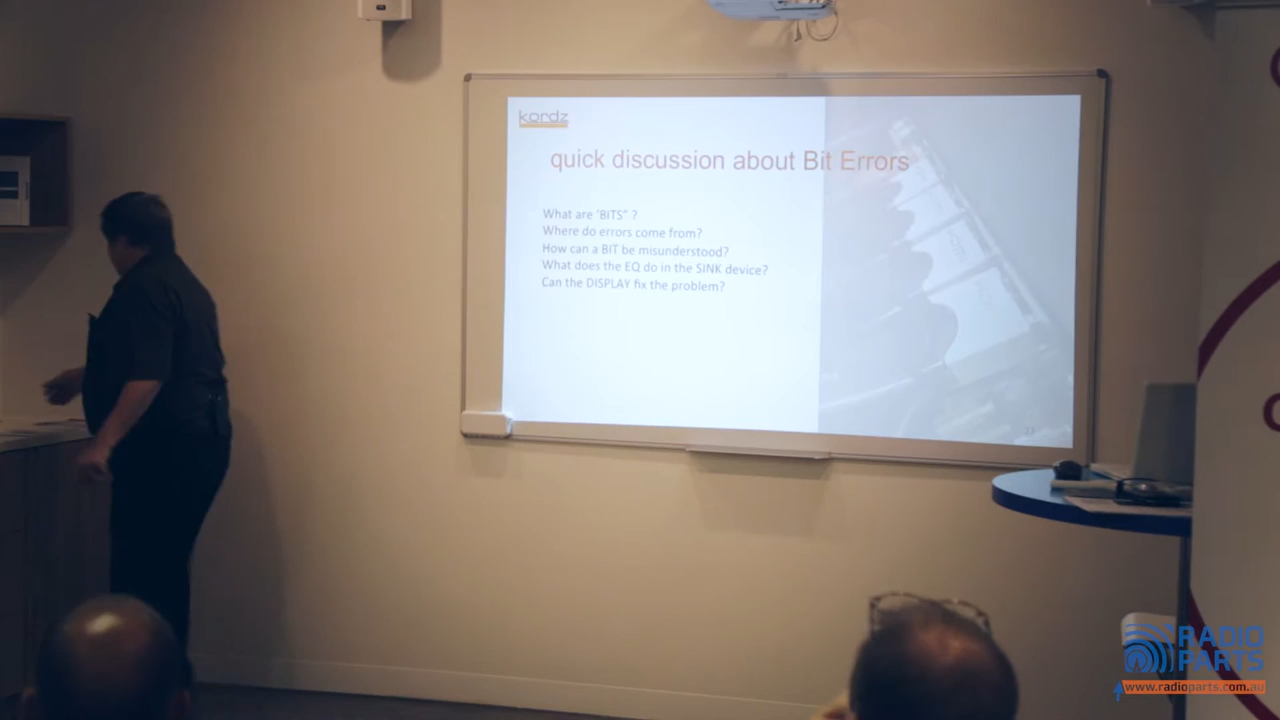 kordz
quick discussion about Bit Errors
What are 'BITS" ?
Where do errors come from?
How can a BIT be misunderstood?
What does the EQ do in the SINK device?
Can the DISPLAY fix the problem?
RADIO
PARTS
www.radioparts.com.au